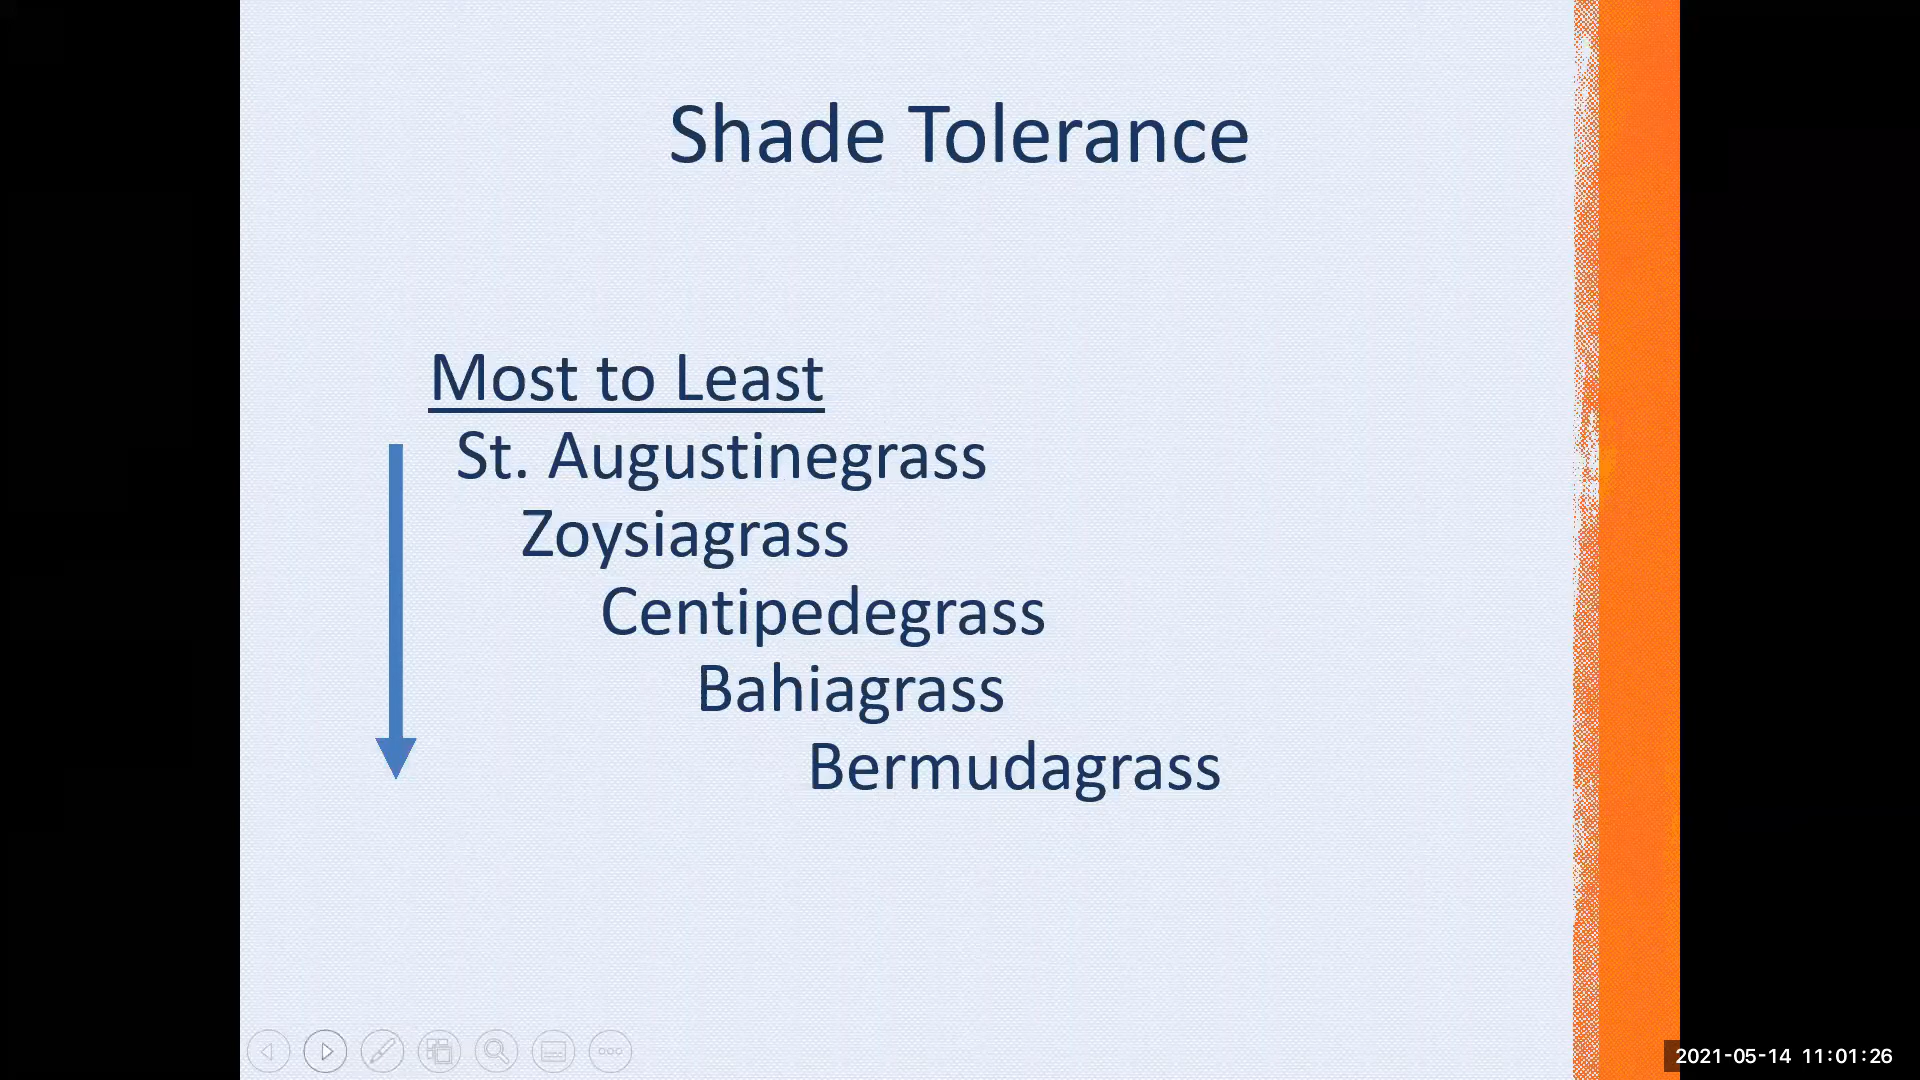 Shade Tolerance
Most to Least
St. Augustinegrass
Zoysiagrass
Centipedegrass
Bahiagrass
Bermudagrass
2021-05-14 11:01:26